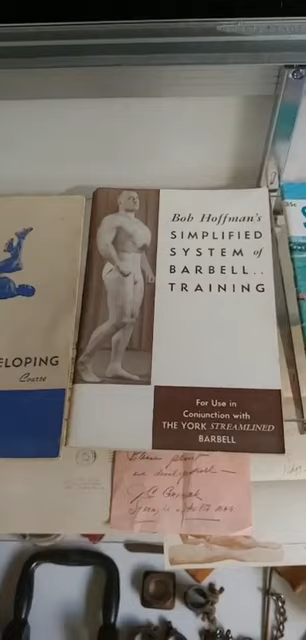 Bob Hoffman's
SIMPLIFIED
SYSTEM of
BARBELL..
TRAINING
ELOPING
Course
For Use in
Conjunction with
THE YORK STREAMLINED
BARBELL